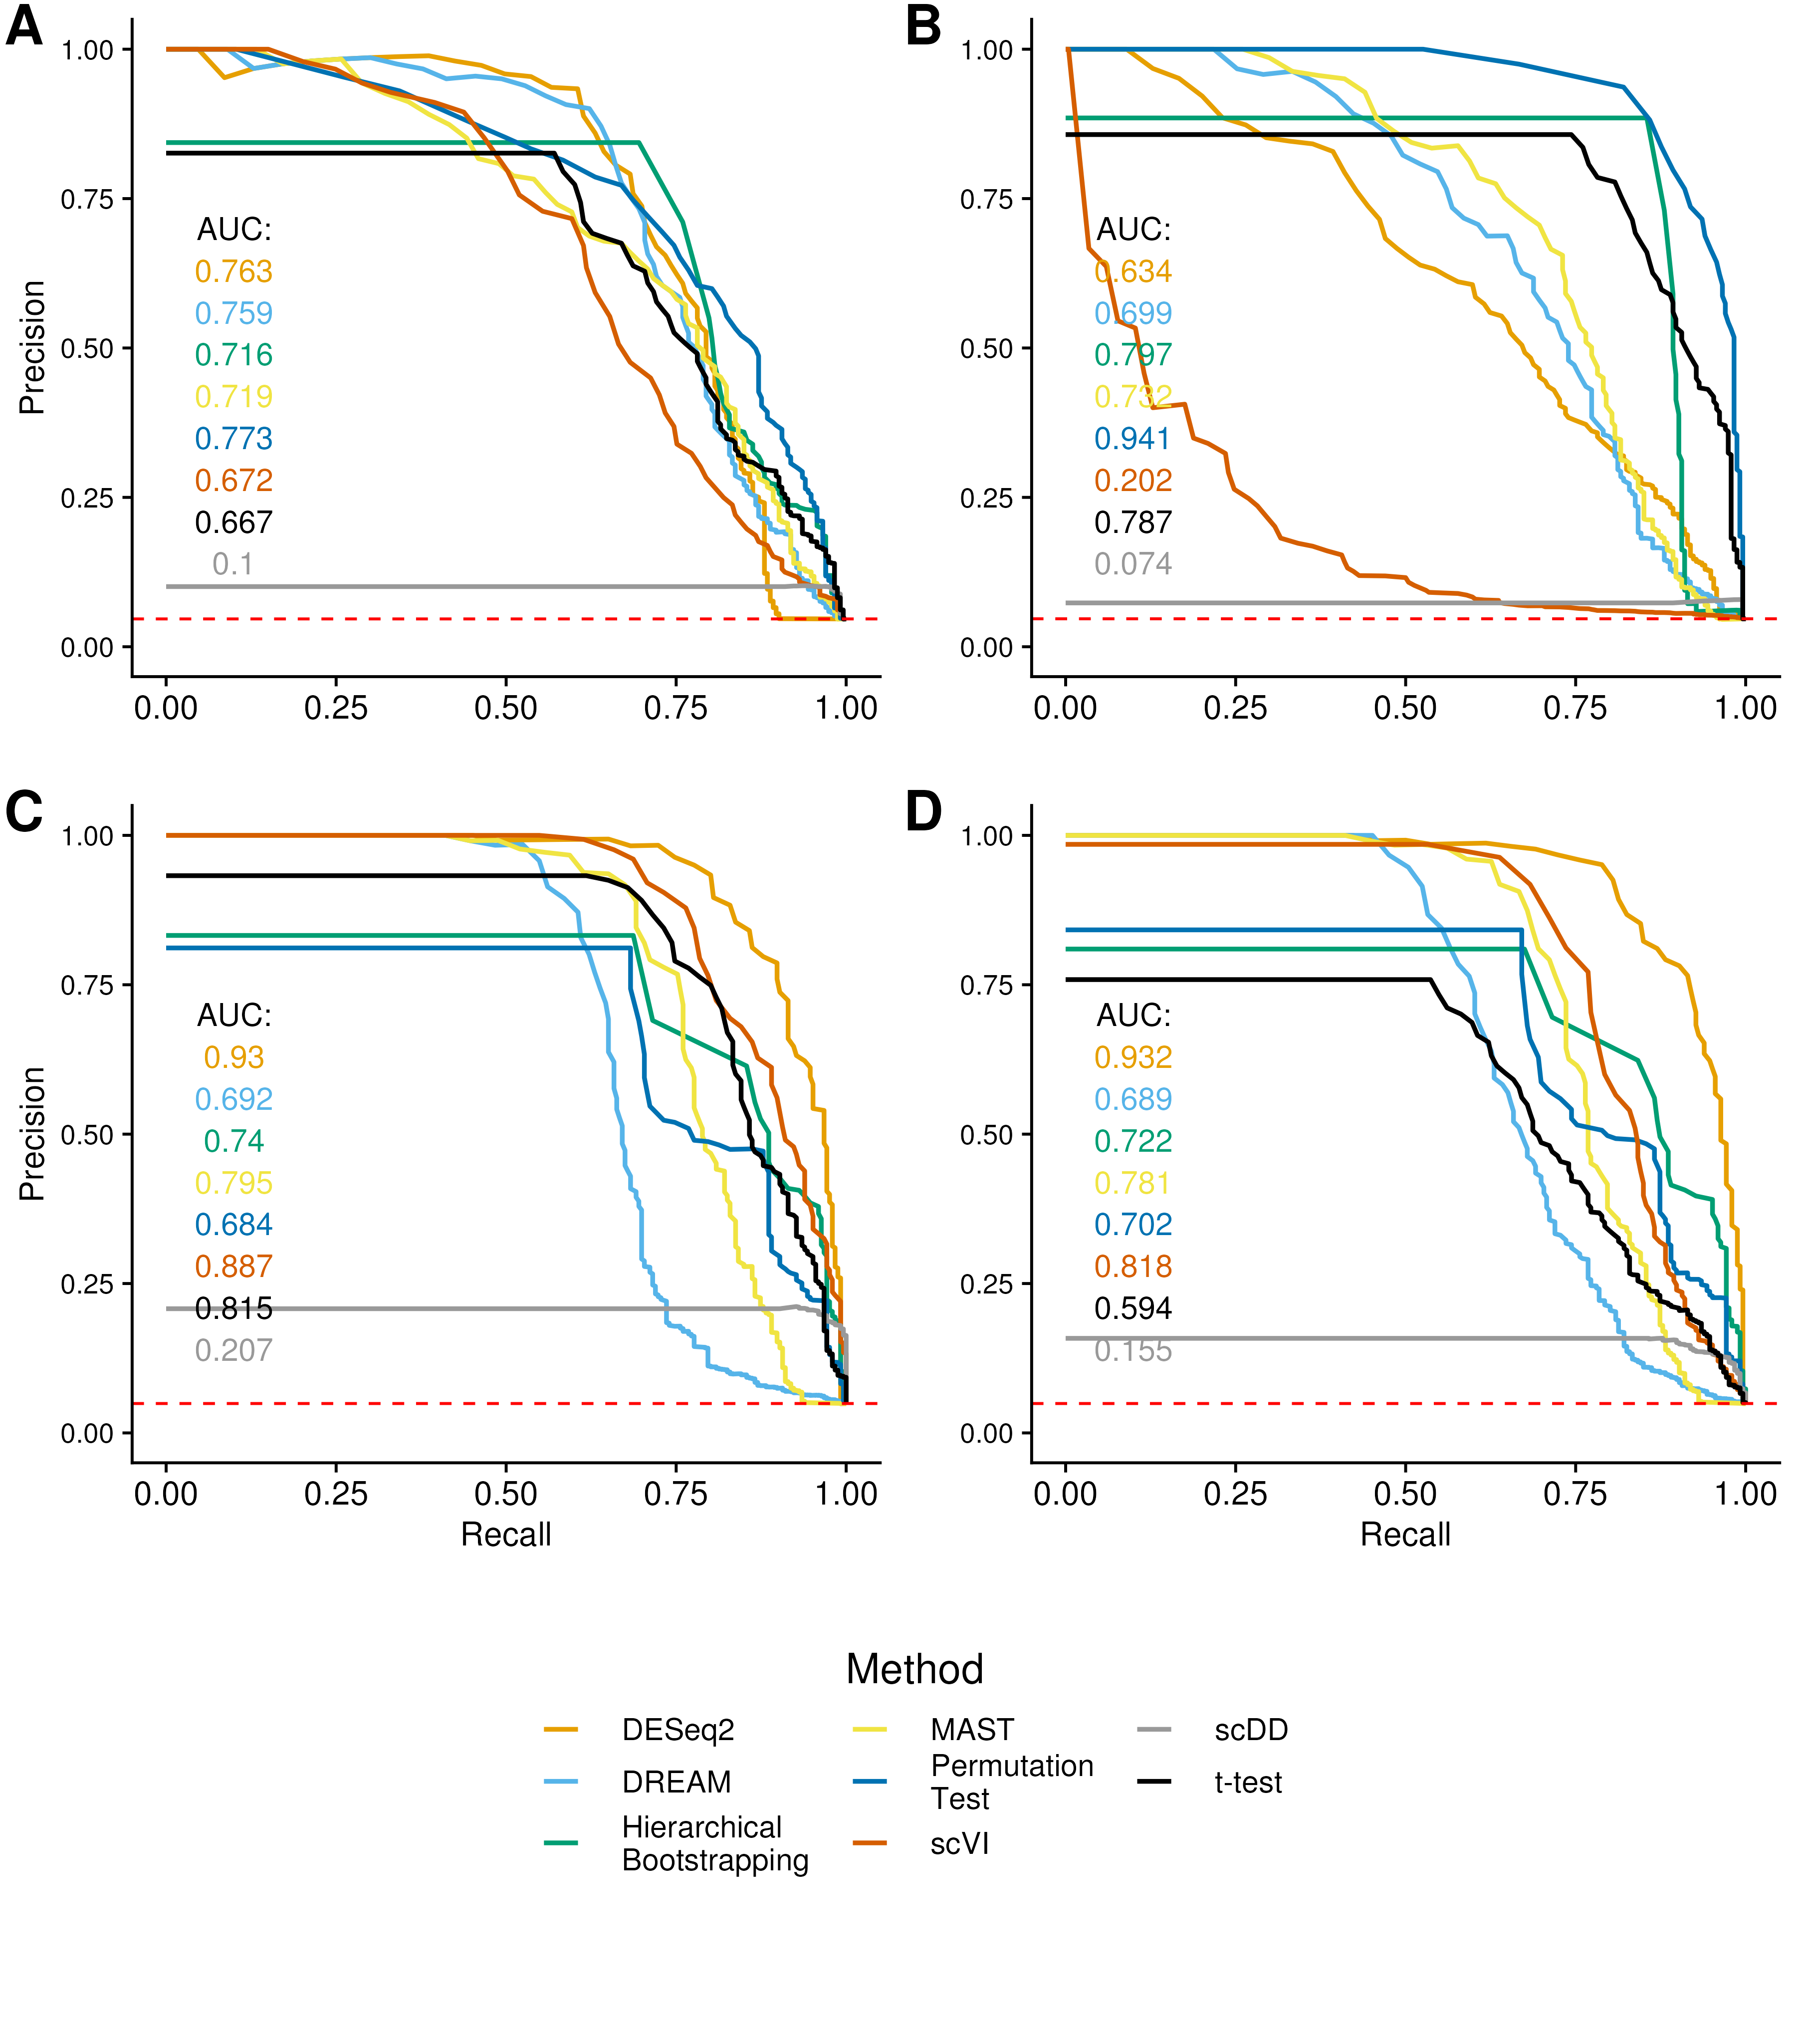 A
1.00
0.75
0.50
0.25
0.00
Precision
AUC:
0.763
0.759
0.716
0.719
0.773
0.672
0.667
0.1
0.00 0.25 0.50 0.75 1.00
B
1.00
0.75
0.50
0.25
0.00
AUC:
0.634
0.699
0.797
0.732
0.941
0.202
0.787
0.074
0.00 0.25 0.50 0.75 1.00
C
1.00
0.75
0.50
0.25
0.00
Precision
AUC:
0.93
0.692
0.74
0.795
0.684
0.887
0.815
0.207
0.00 0.25 0.50 0.75 1.00
Recall
D
1.00
0.75
0.50
0.25
0.00
AUC:
0.932
0.689
0.722
0.781
0.702
0.818
0.594
0.155
0.00 0.25 0.50 0.75 1.00
Recall
Method
DESeq2
DREAM
Hierarchical
Bootstrapping
MAST
Permutation
Test
scVI
scDD
t-test